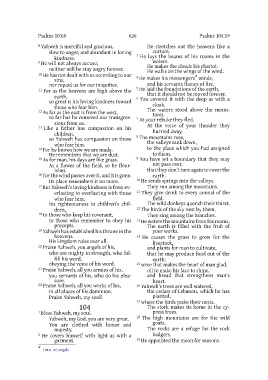 Psalms 103:8
626
Psalms 104:19
8 Yahweh is merciful and gracious,
slow to anger, and abundant in loving
kindness.
9 He will not always accuse;
neither will he stay angry forever.
10 He has not dealt with us according to our
sins,
nor repaid us for our iniquities.
11 For as the heavens are high above the
earth,
so great is his loving kindness toward
those who fear him.
12 As far as the east is from the west,
so far has he removed our transgres-
sions from us.
13 Like a father has compassion on his
children,
so Yahweh has compassion on those
who fear him.
14 For he knows how we are made.
He remembers that we are dust.
15 As for man, his days are like grass.
As a flower of the field, so he flour-
ishes.
16 For the wind passes over it, and it is gone.
Its place remembers it no more.
17 But Yahweh's loving kindness is from ev-
erlasting to everlasting with those
who fear him,
his righteousness to children's chil-
dren,
18 to those who keep his covenant,
to those who remember to obey his
precepts.
19 Yahweh has established his throne in the
heavens.
His kingdom rules over all.
20 Praise Yahweh, you angels of his,
who are mighty in strength, who ful-
fill his word,
obeying the voice of his word.
21 Praise Yahweh, all you armies of his,
you servants of his, who do his plea-
sure.
22 Praise Yahweh, all you works of his,
in all places of his dominion.
Praise Yahweh, my soul!
104
1 Bless Yahweh, my soul.
Yahweh, my God, you are very great.
You are clothed with honor and
majesty.
2 He covers himself with light as with a
garment.
He stretches out the heavens like a
curtain.
3 He lays the beams of his rooms in the
waters.
He makes the clouds his chariot.
He walks on the wings of the wind.
4 He makes his messengers* winds,
and his servants flames of fire.
5 He laid the foundations of the earth,
that it should not be moved forever.
6 You covered it with the deep as with a
cloak.
The waters stood above the moun-
tains.
7 At your rebuke they fled.
At the voice of your thunder they
hurried away.
8 The mountains rose,
the valleys sank down,
to the place which you had assigned
to them.
9 You have set a boundary that they may
not pass over,
that they don't turn again to cover the
earth.
10 He sends springs into the valleys.
They run among the mountains.
11 They give drink to every animal of the
field.
The wild donkeys quench their thirst.
12 The birds of the sky nest by them.
They sing among the branches.
13 He waters the mountains from his rooms.
The earth is filled with the fruit of
your works.
14 He causes the grass to grow for the
livestock,
and plants for man to cultivate,
that he may produce food out of the
earth:
15 wine that makes the heart of man glad,
oil to make his face to shine,
and bread that strengthens man's
heart.
16 Yahweh's trees are well watered,
the cedars of Lebanon, which he has
planted,
17 where the birds make their nests.
The stork makes its home in the cy-
press trees.
18 The high mountains are for the wild
goats.
The rocks are a refuge for the rock
badgers.
19 He appointed the moon for seasons.
* 104:4 or, angels